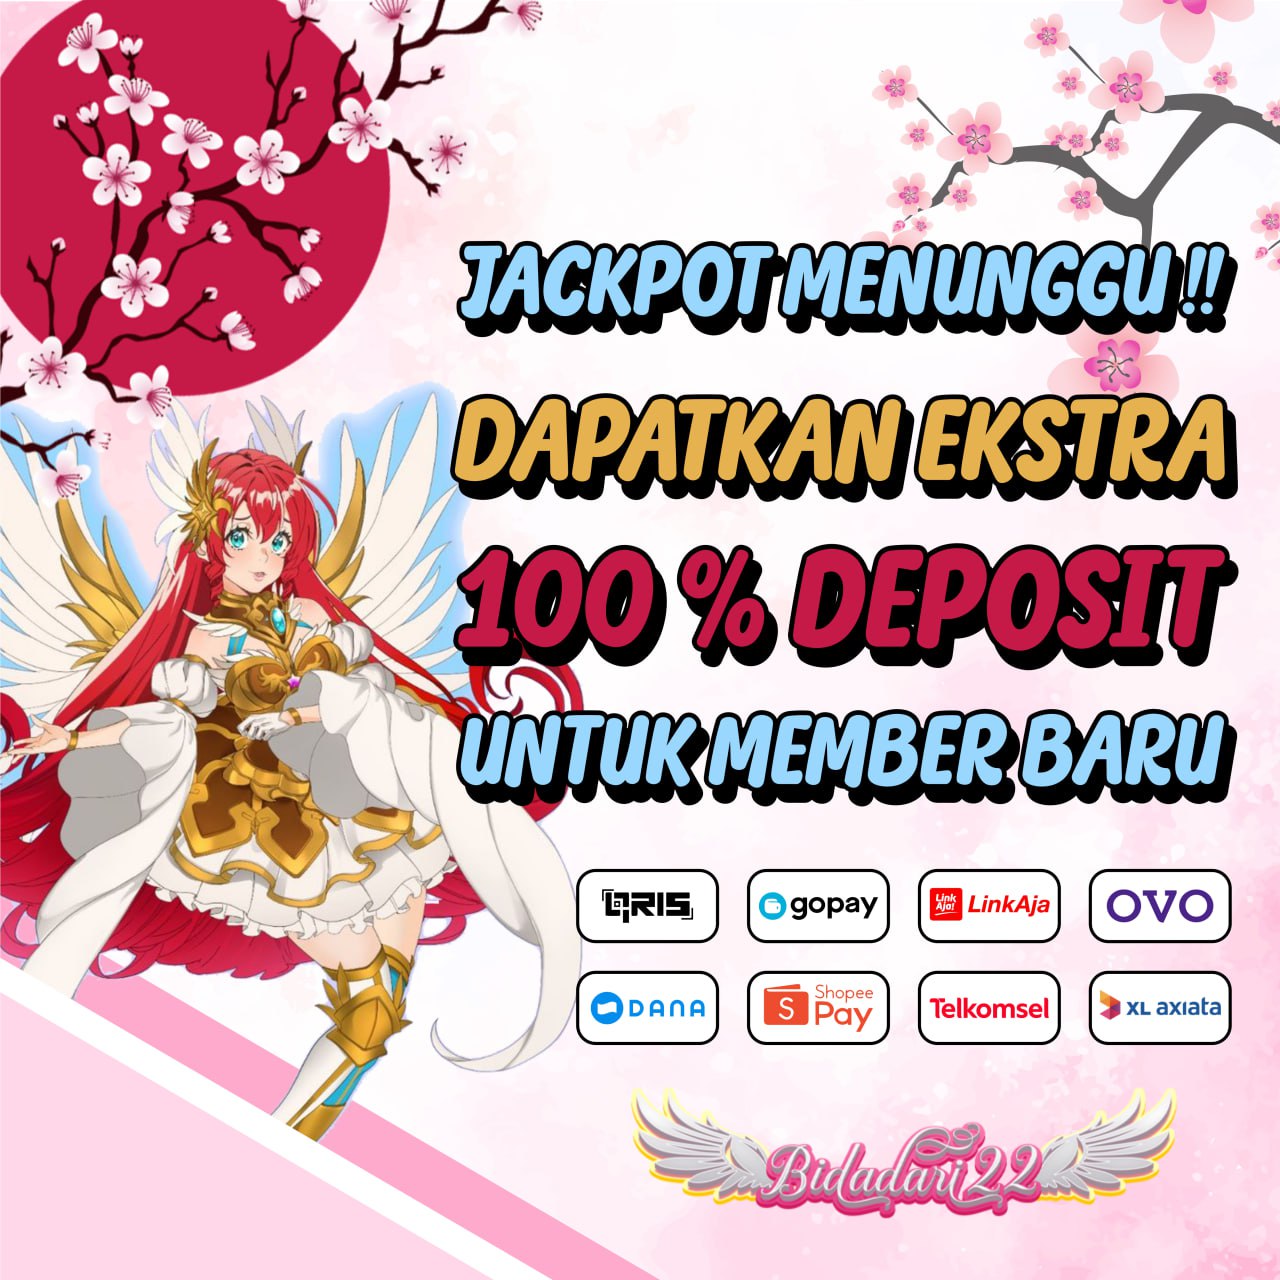 JACKPOT MENUNGGU !!
DAPATKAN EKSTRA
100 % DEPOSIT
UNTUK MEMBER BARU
QRIS
gopay
Link Aja!
LinkAja
OVO
DANA
S
Shopee
Pay
Telkomsel
XL axiata
Bidadari22